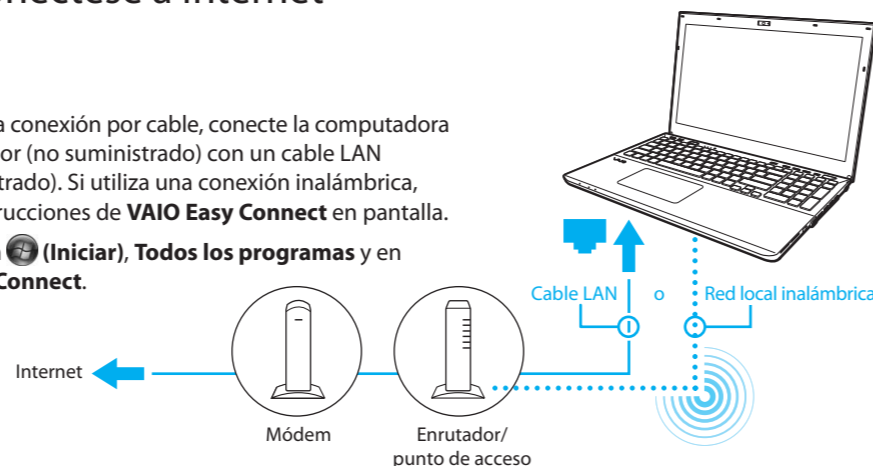 onéctese a Internet
a conexión por cable, conecte la computadora
or (no suministrado) con un cable LAN
trado). Si utiliza una conexión inalámbrica,
rucciones de VAIO Easy Connect en pantalla.
(Iniciar), Todos los programas y en
Connect.
Cable LAN o Red local inalámbrica
Internet
Módem
Enrutador/
punto de acceso